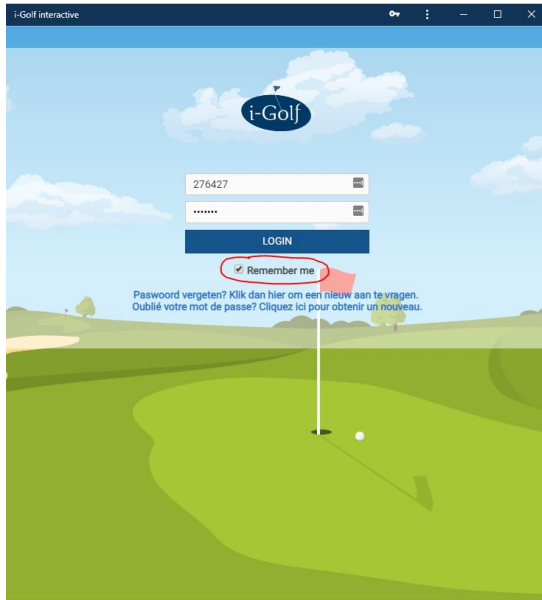 i-Golf interactive
i-Golf
276427
•••••••
LOGIN
Remember me
Paswoord vergeten? Klik dan hier om een nieuw aan te vragen.
Oublié votre mot de passe? Cliquez ici pour obtenir un nouveau.